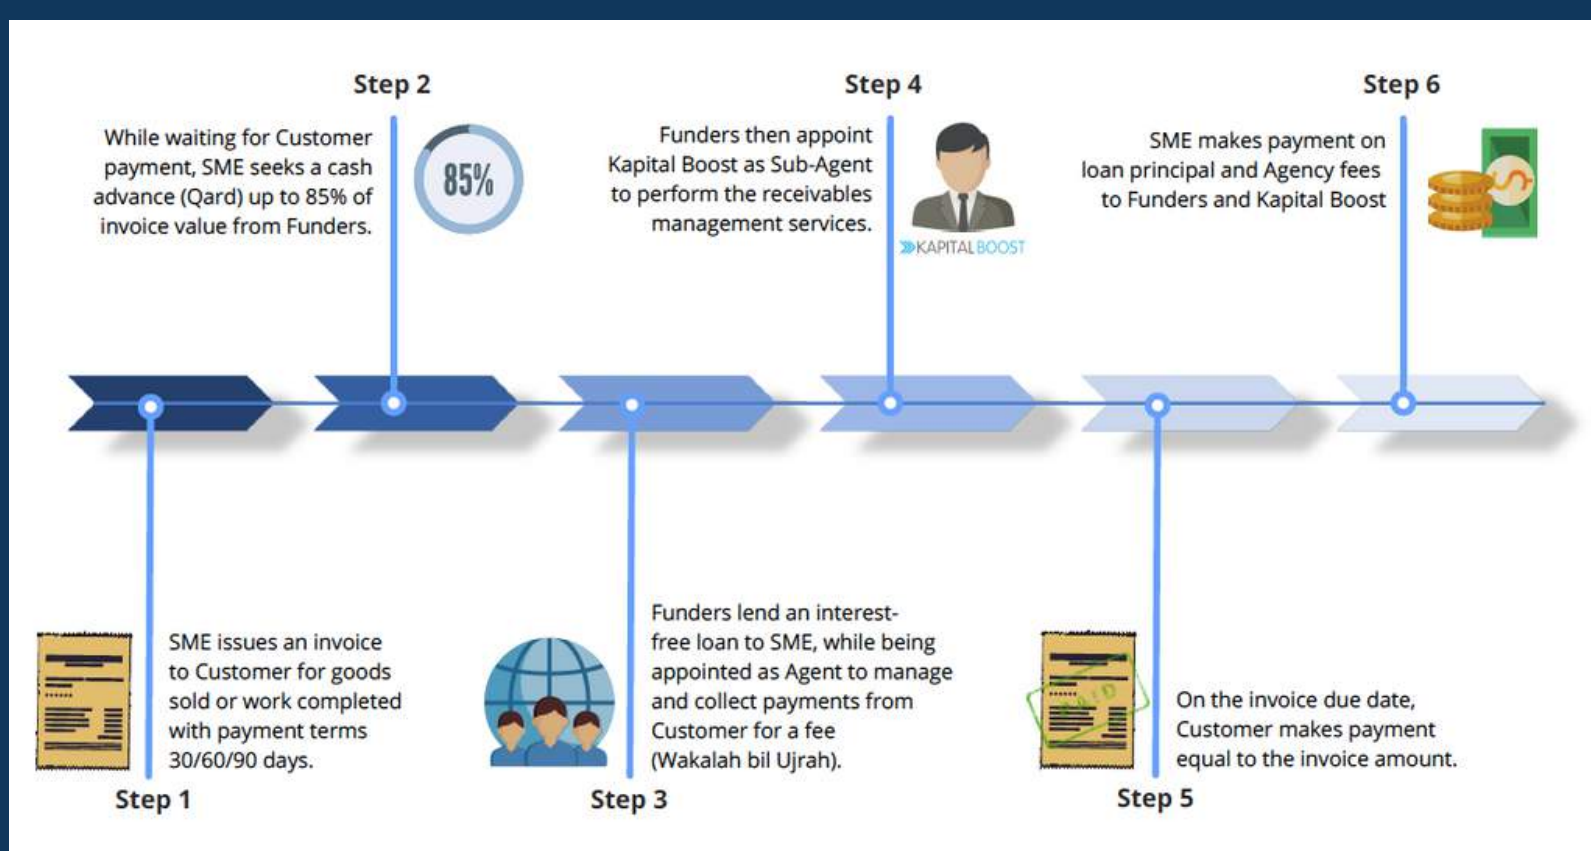 Step 2
While waiting for Customer
payment, SME seeks a cash
advance (Qard) up to 85% of
invoice value from Funders.
85%
Step 4
Funders then appoint
Kapital Boost as Sub-Agent
to perform the receivables
management services.
KAPITALBOOST
Step 6
SME makes payment on
loan principal and Agency fees
to Funders and Kapital Boost
SME issues an invoice
to Customer for goods
sold or work completed
with payment terms
30/60/90 days.
Step 1
Funders lend an interest-
free loan to SME, while being
appointed as Agent to manage
and collect payments from
Customer for a fee
(Wakalah bil Ujrah).
Step 3
PAID
On the invoice due date,
Customer makes payment
equal to the invoice amount.
Step 5